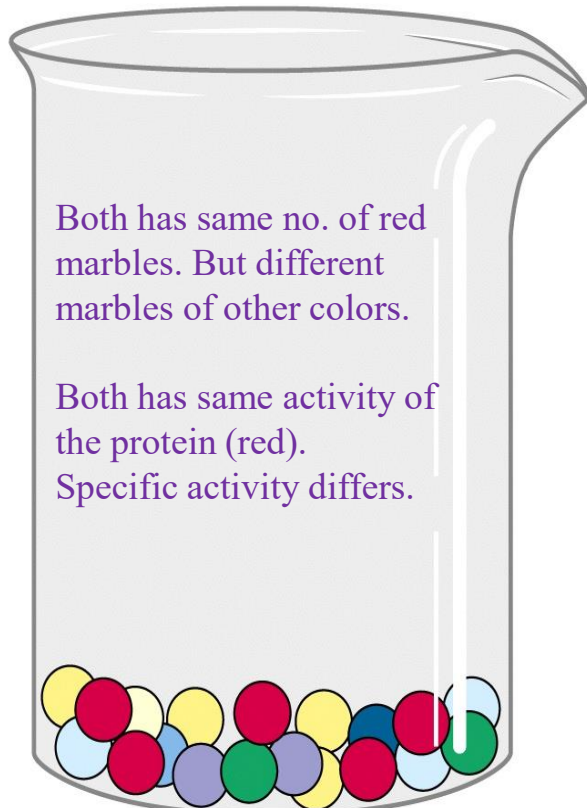 Both has same no. of red
marbles. But different
marbles of other colors.
Both has same activity of
the protein (red).
Specific activity differs.